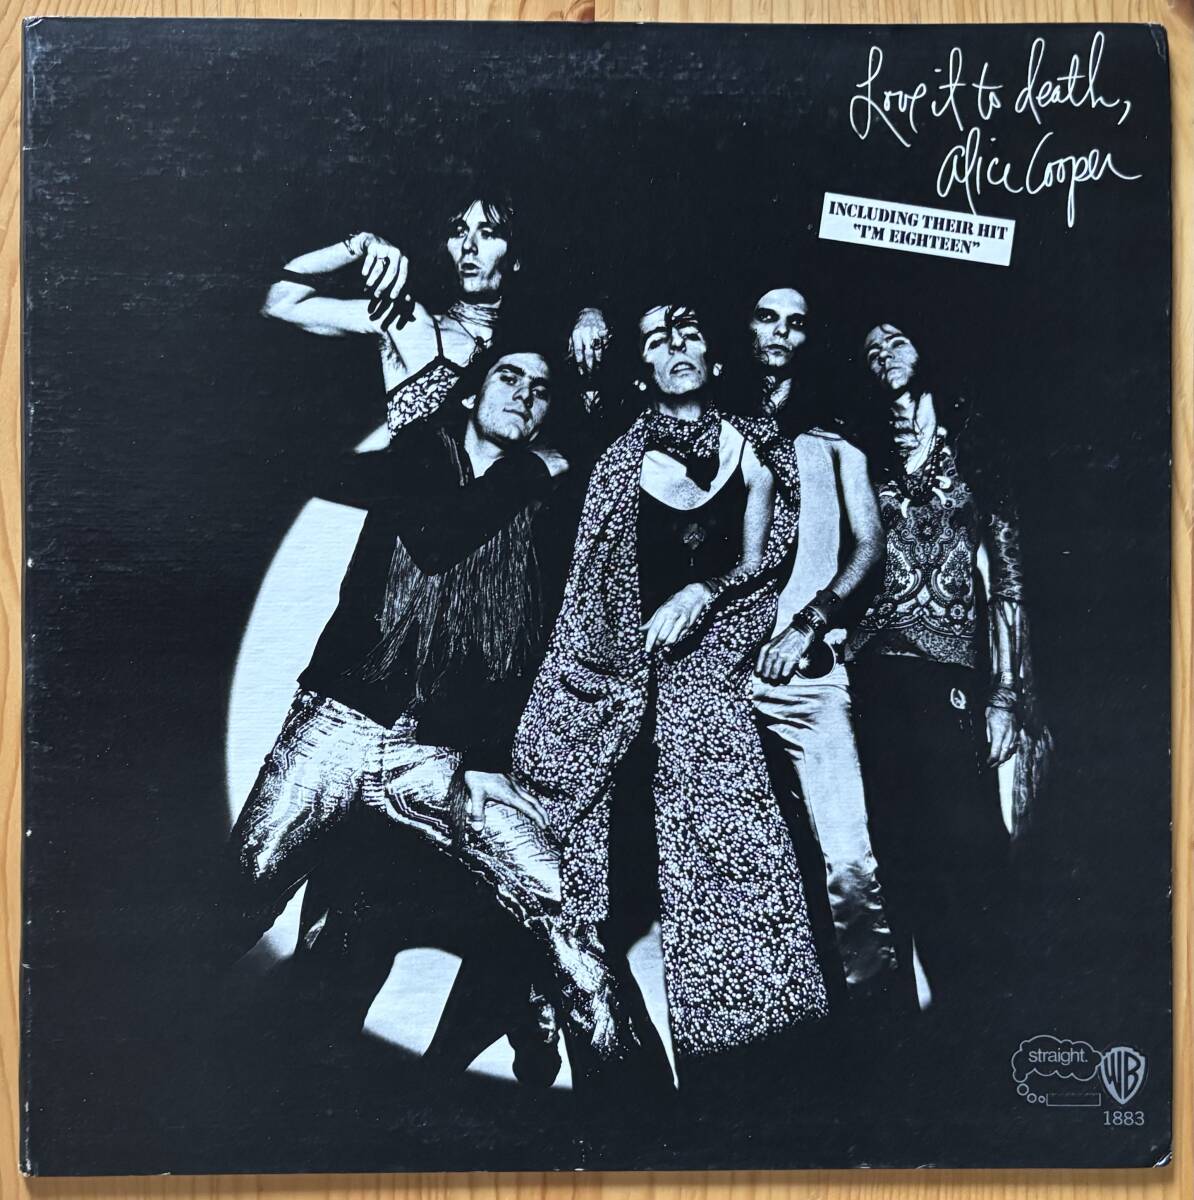 Love it to death,
Alice Cooper
INCLUDING THEIR HIT
"I'M EIGHTEEN"
straight.
WB
1883